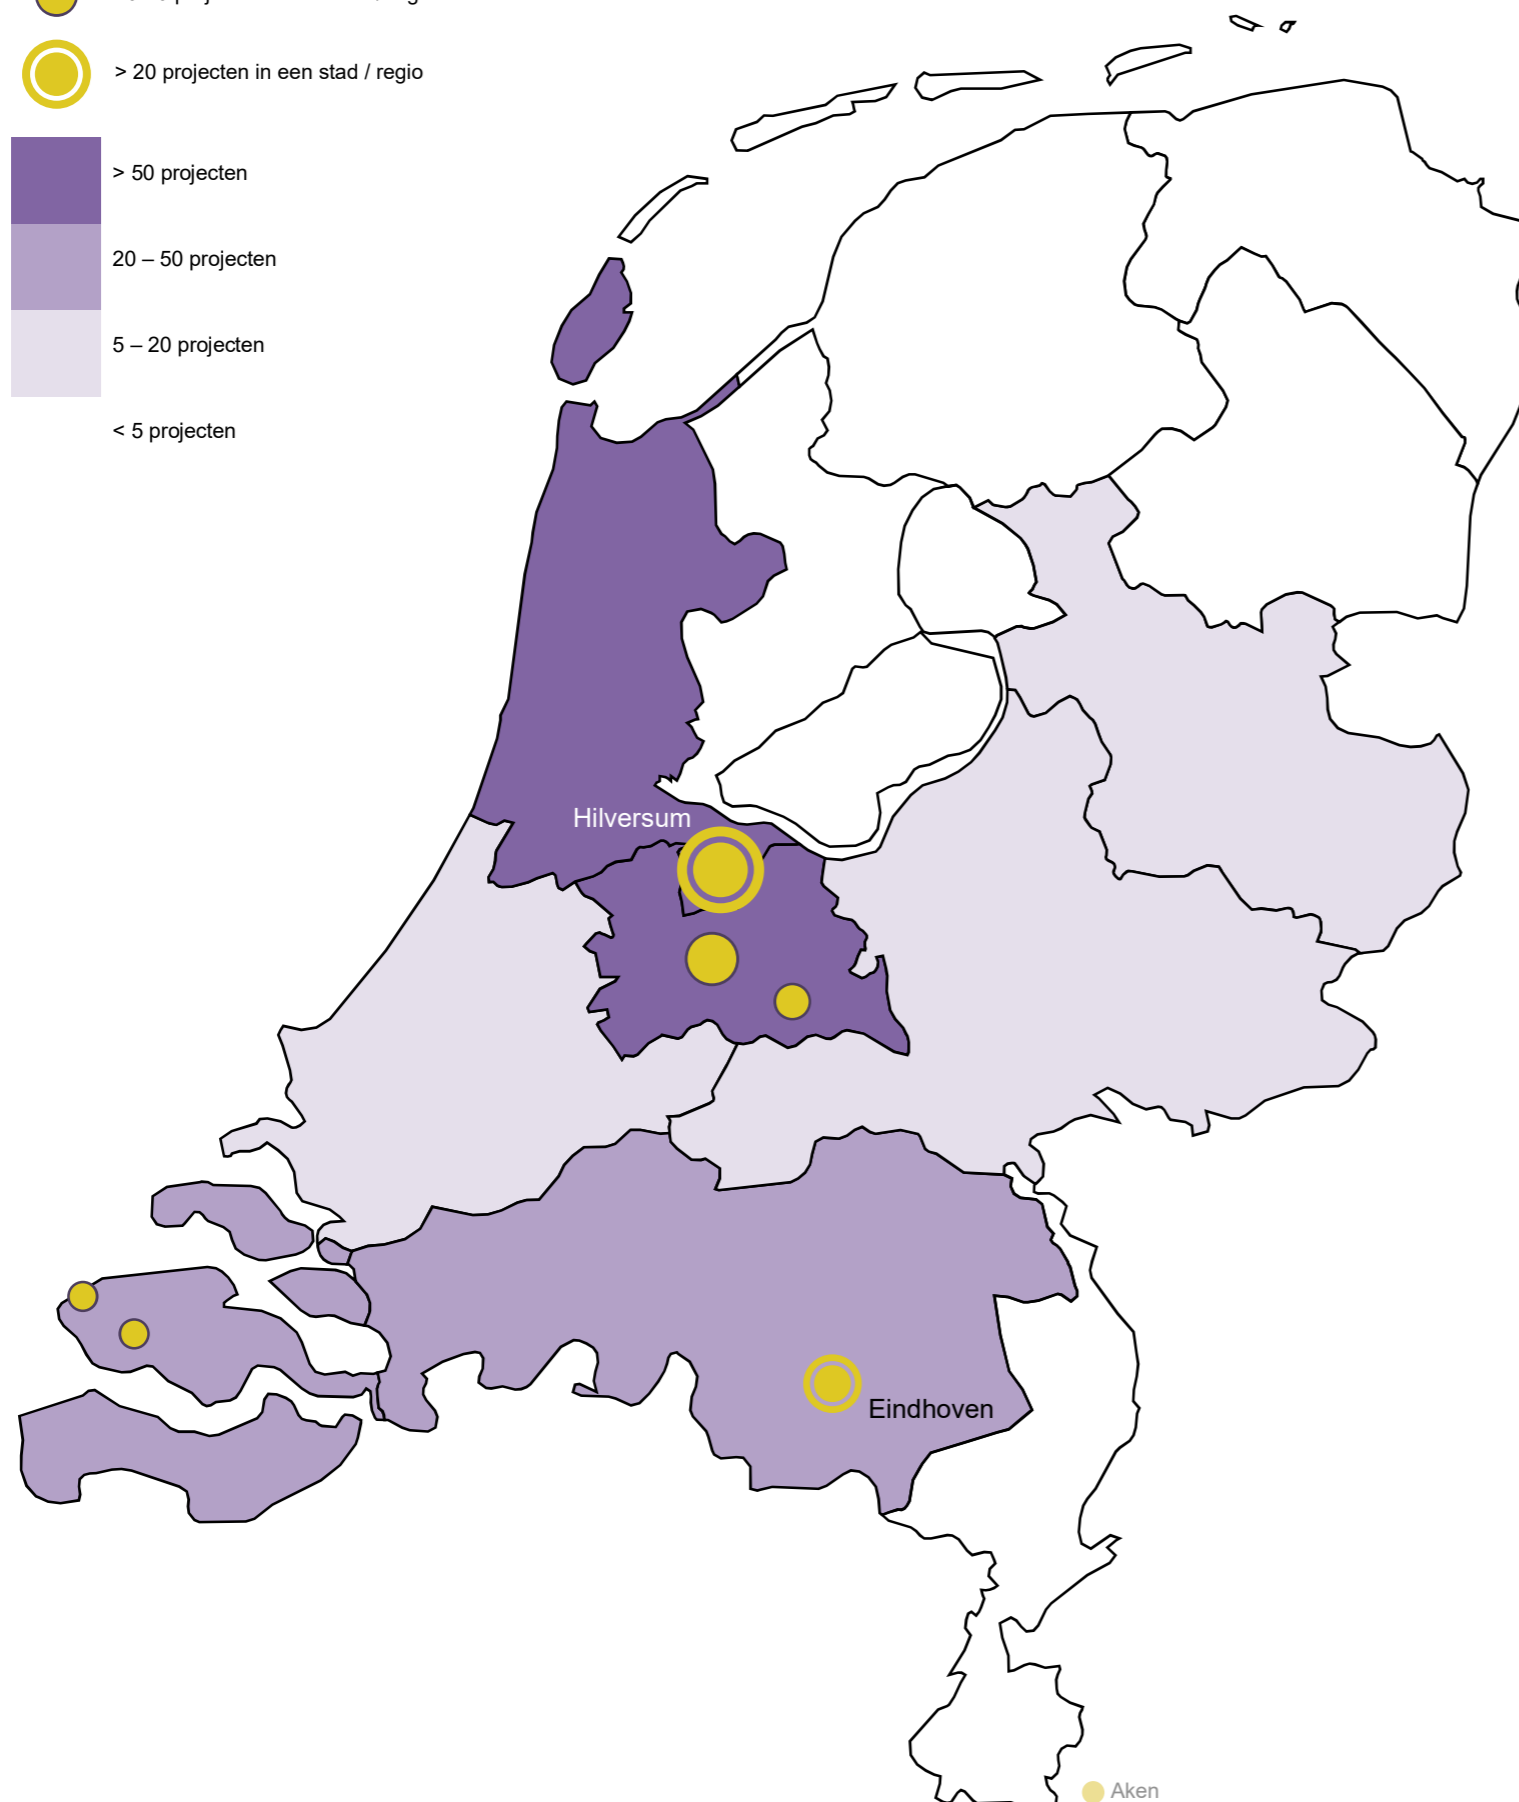 > 20 projecten in een stad / regio
> 50 projecten
20 – 50 projecten
5 – 20 projecten
< 5 projecten
Hilversum
Eindhoven
Aken